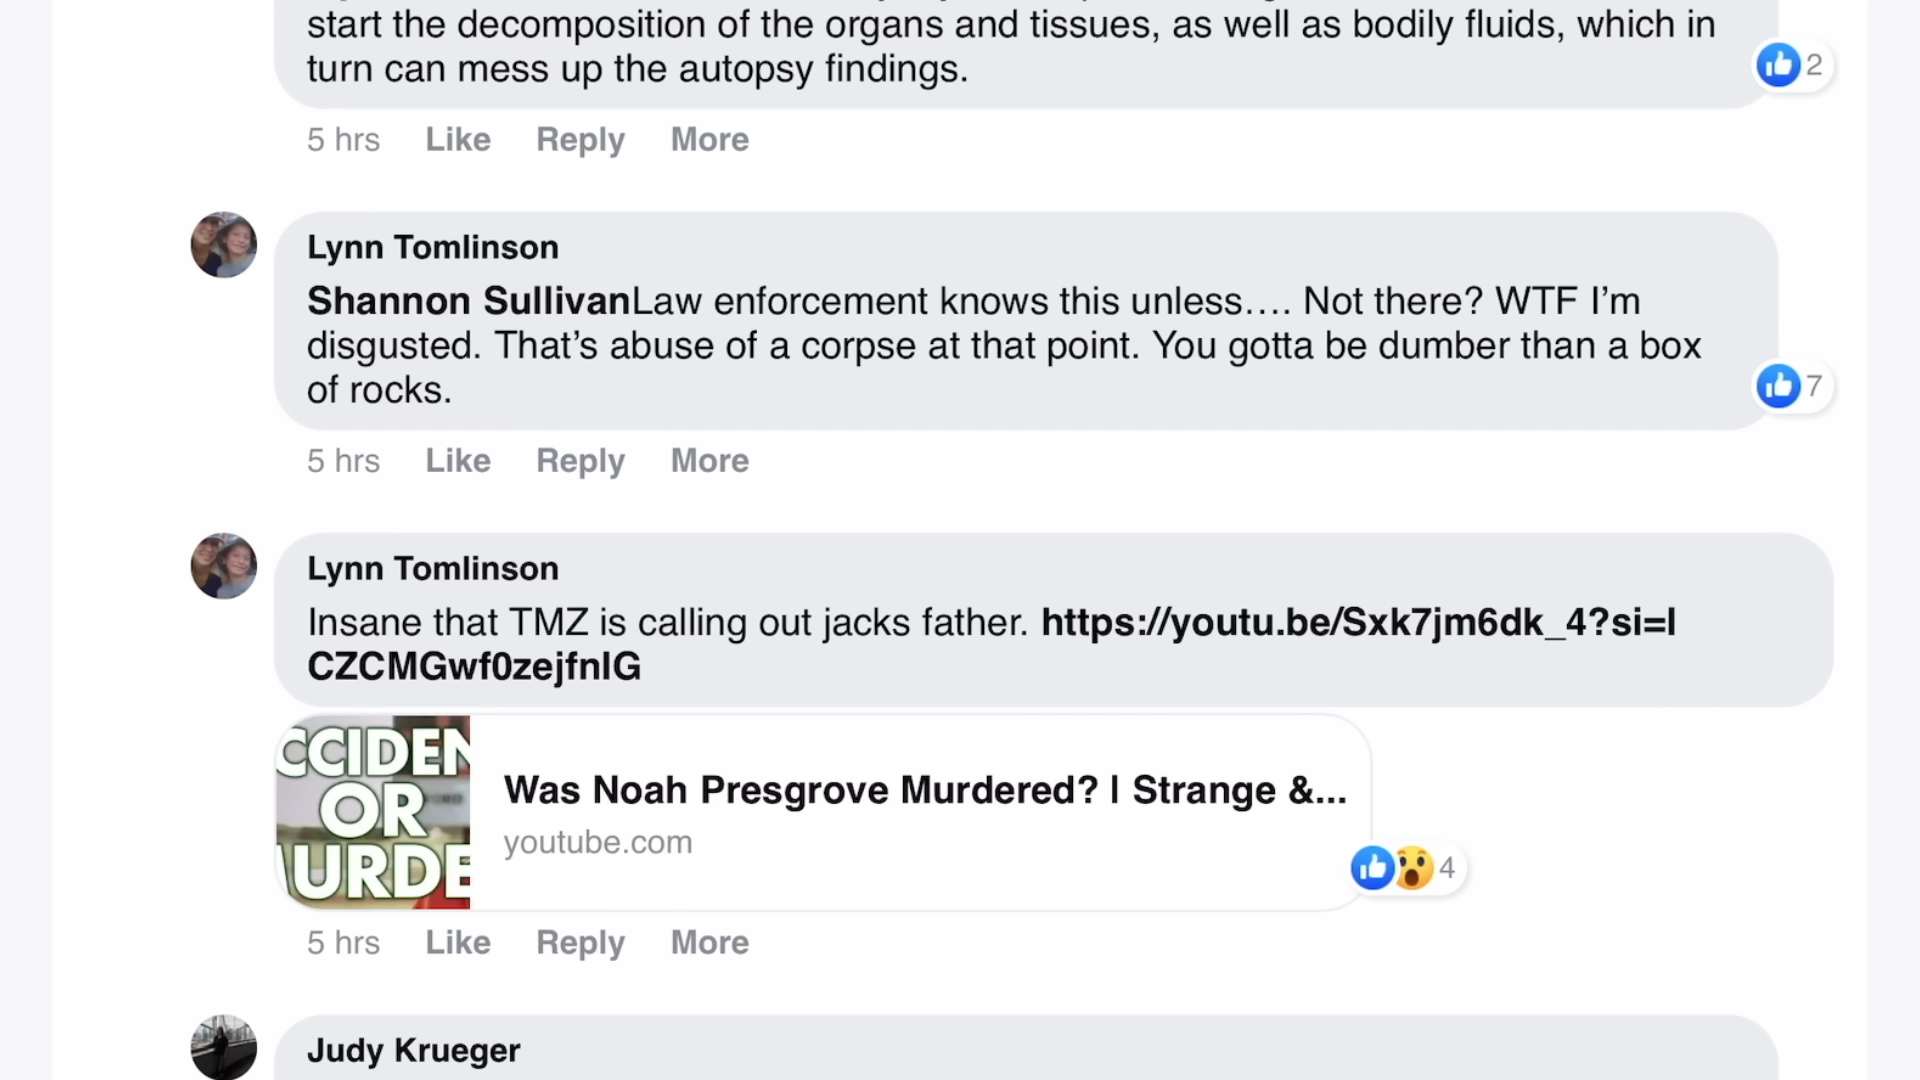 start the decomposition of the organs and tissues, as well as bodily fluids, which in
turn can mess up the autopsy findings.
2
5 hrs Like Reply More
Lynn Tomlinson
Shannon SullivanLaw enforcement knows this unless…. Not there? WTF I’m
disgusted. That’s abuse of a corpse at that point. You gotta be dumber than a box
of rocks.
7
5 hrs Like Reply More
Lynn Tomlinson
Insane that TMZ is calling out jacks father. https://youtu.be/Sxk7jm6dk_4?si=I
CZCMGwf0zejfnIG
CCIDEN
OR
URDE
Was Noah Presgrove Murdered? | Strange &...
youtube.com
4
5 hrs Like Reply More
Judy Krueger